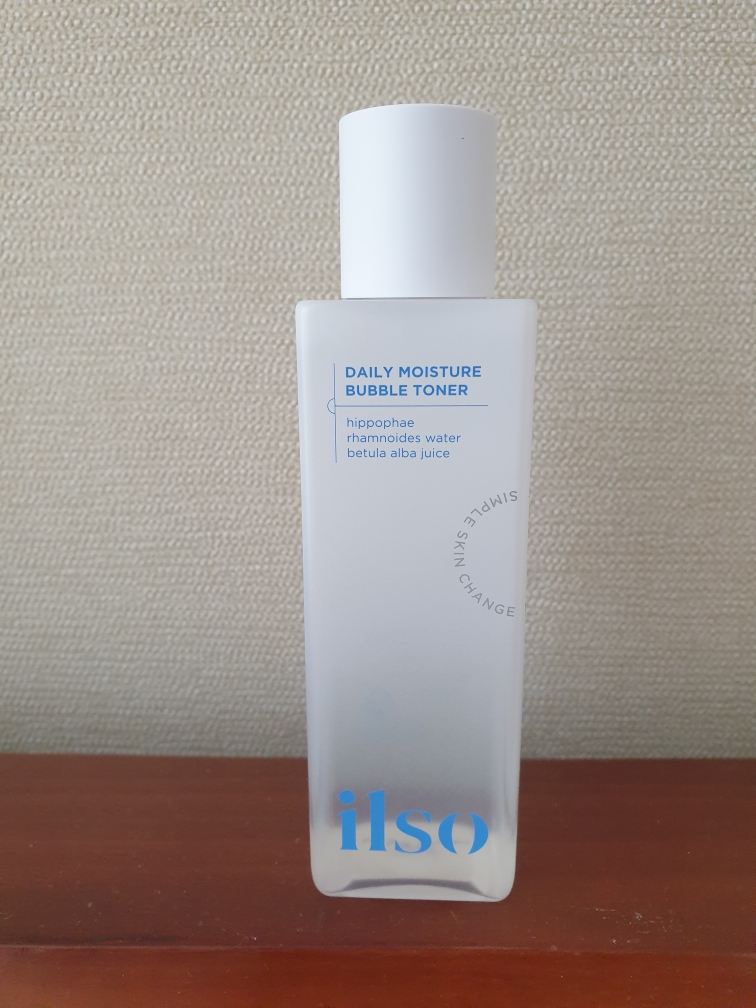 DAILY MOISTURE
BUBBLE TONER
hippophae
rhamnoides water
betula alba juice
SIMPLE SKIN CHANGE
ilso